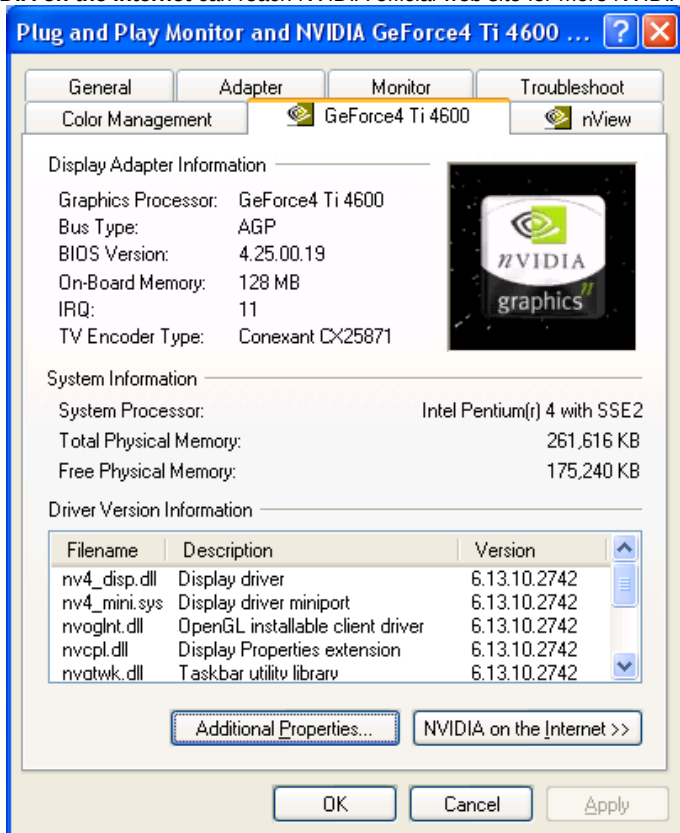 Plug and Play Monitor and NVIDIA GeForce4 Ti 4600 ...
General Adapter Monitor Troubleshoot
Color Management GeForce4 Ti 4600 nView
Display Adapter Information
Graphics Processor: GeForce4 Ti 4600
Bus Type: AGP
BIOS Version: 4.25.00.19
On-Board Memory: 128 MB
IRQ: 11
TV Encoder Type: Conexant CX25871
nVIDIA
graphics n
System Information
System Processor: Intel Pentium(r) 4 with SSE2
Total Physical Memory: 261,616 KB
Free Physical Memory: 175,240 KB
Driver Version Information
Filename Description Version
nv4_disp.dll Display driver 6.13.10.2742
nv4_mini.sys Display driver miniport 6.13.10.2742
nvoglnt.dll OpenGL installable client driver 6.13.10.2742
nvcpl.dll Display Properties extension 6.13.10.2742
nvqtwk.dll Taskbar utility library 6.13.10.2742
Additional Properties... NVIDIA on the Internet >>
OK Cancel Apply